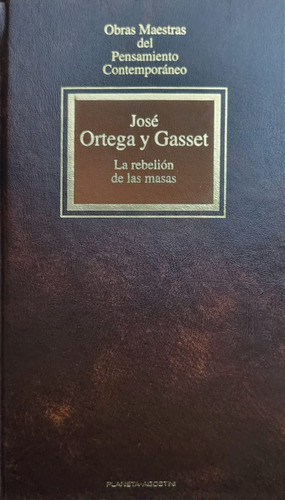 Obras Maestras
del
Pensamiento
Contemporáneo
José
Ortega y Gasset
La rebelión
de las masas
PLANETA-AGOSTINI